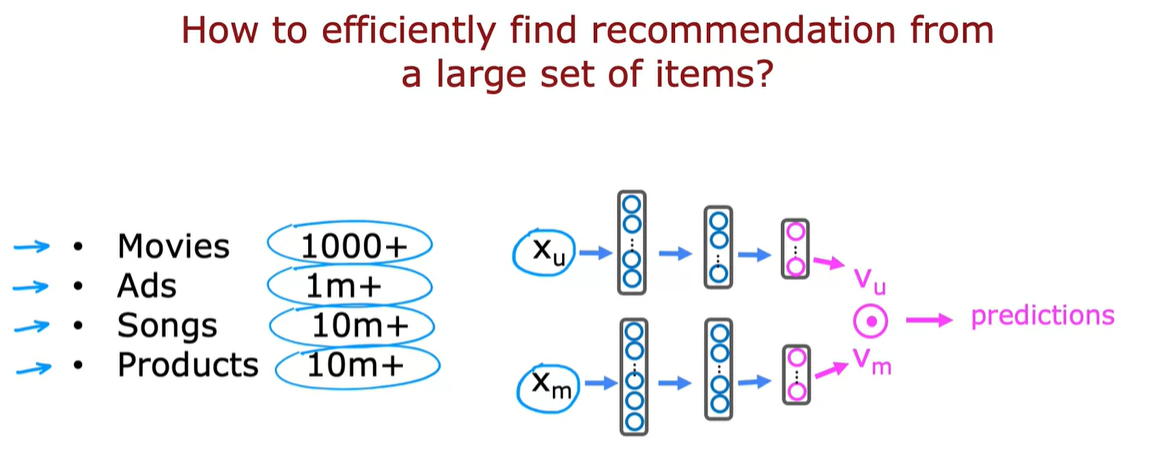 How to efficiently find recommendation from
a large set of items?
• Movies 1000+
• Ads 1m+
• Songs 10m+
• Products 10m+
xu
vu
predictions
xm
vm